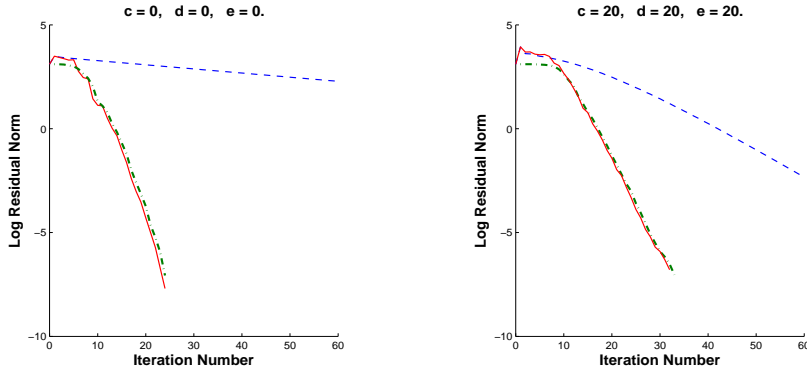 c = 0, d = 0, e = 0.
5
0
−5
−10
Log Residual Norm
0 10 20 30 40 50 60
Iteration Number
c = 20, d = 20, e = 20.
5
0
−5
−10
Log Residual Norm
0 10 20 30 40 50 60
Iteration Number